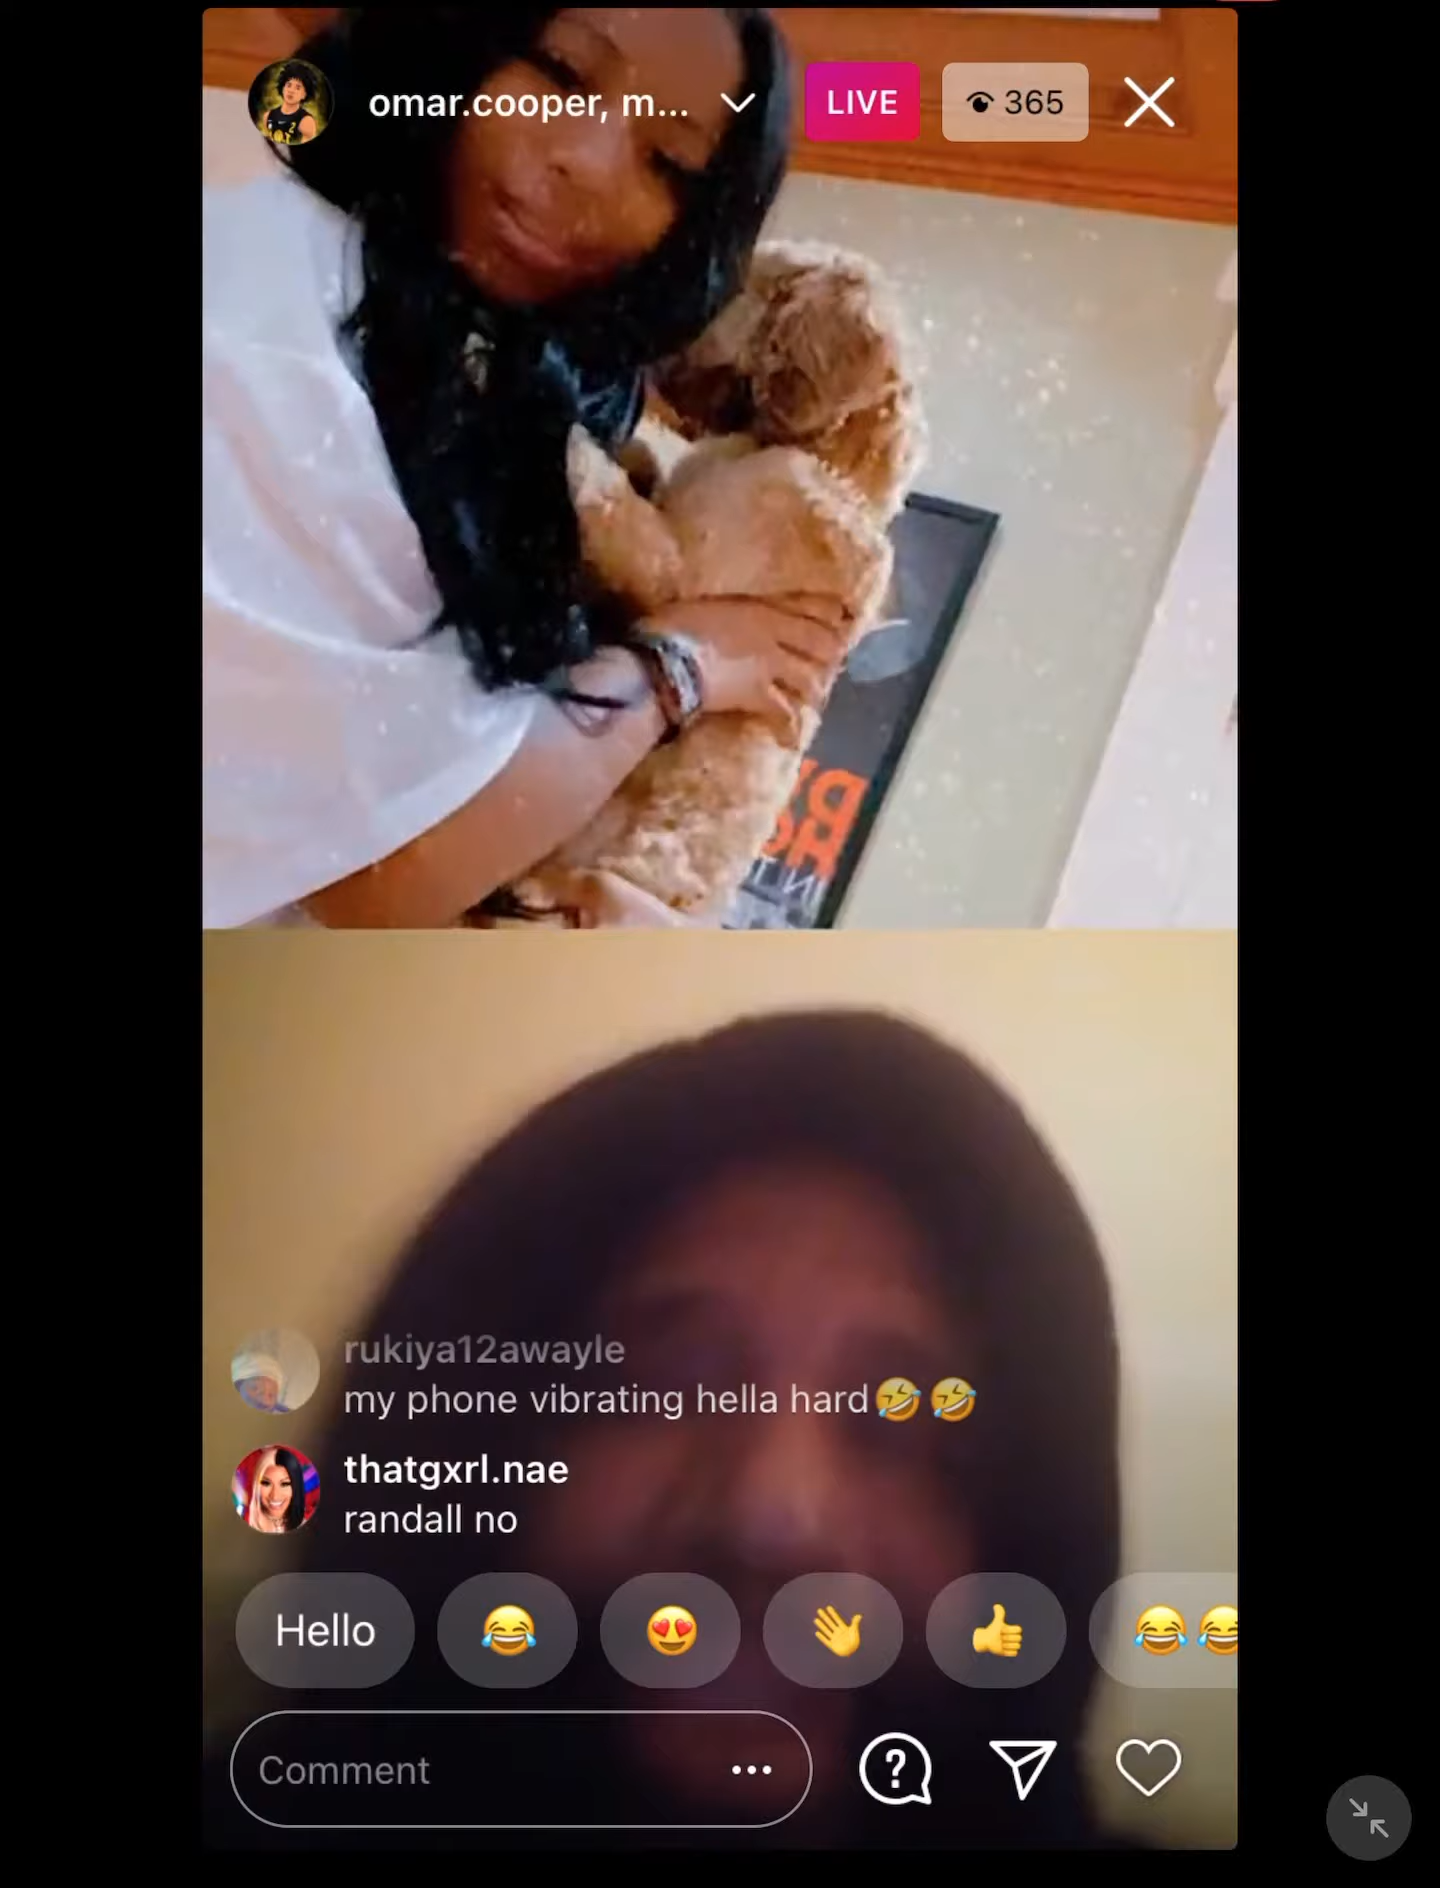 omar.cooper, m...
LIVE
365
rukiya12awayle
my phone vibrating hella hard🤣🤣
thatgxrl.nae
randall no
Hello 😂 😍 👋 👍 😂😂
Comment